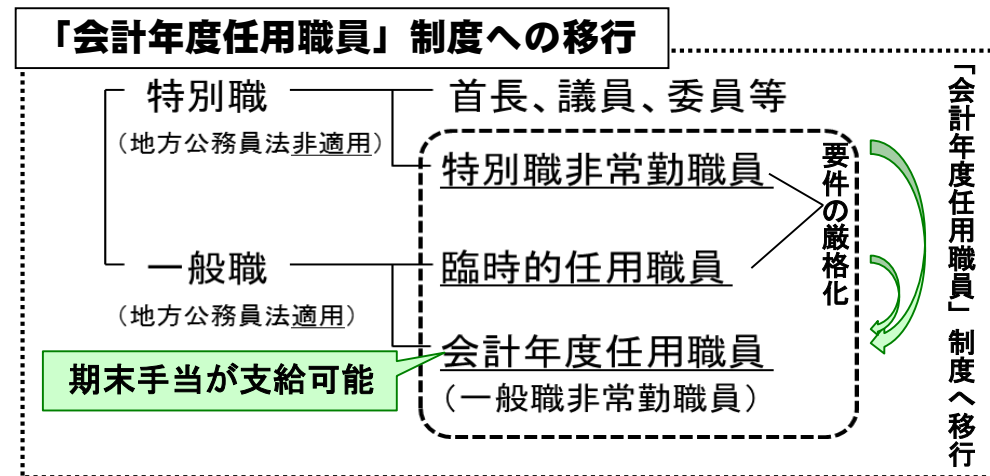 「会計年度任用職員」制度への移行
特別職
(地方公務員法非適用)
首長、議員、委員等
特別職非常勤職員
一般職
(地方公務員法適用)
臨時的任用職員
会計年度任用職員
(一般職非常勤職員)
期末手当が支給可能
要件の厳格化
「会計年度任用職員」制度へ移行